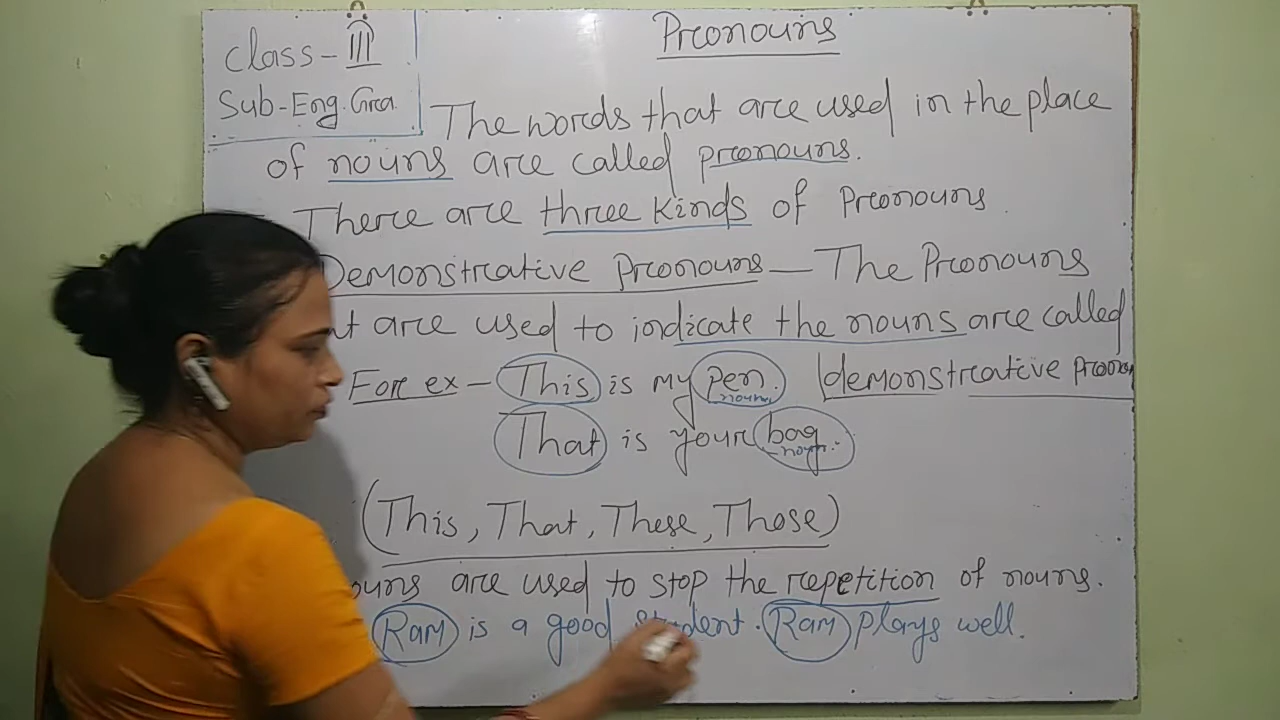 Class - III
Sub-Eng. Gra
Pronouns
The words that are used in the place
of nouns are called pronouns.
There are three kinds of Pronouns
Demonstrative Pronouns — The Pronouns
are used to indicate the nouns are called
For ex - This is my pen. demonstrative
noun
That is your bag.
noun
(This, That, These, Those)
are used to stop the repetition of nouns.
Ram is a good student. Ram plays well.